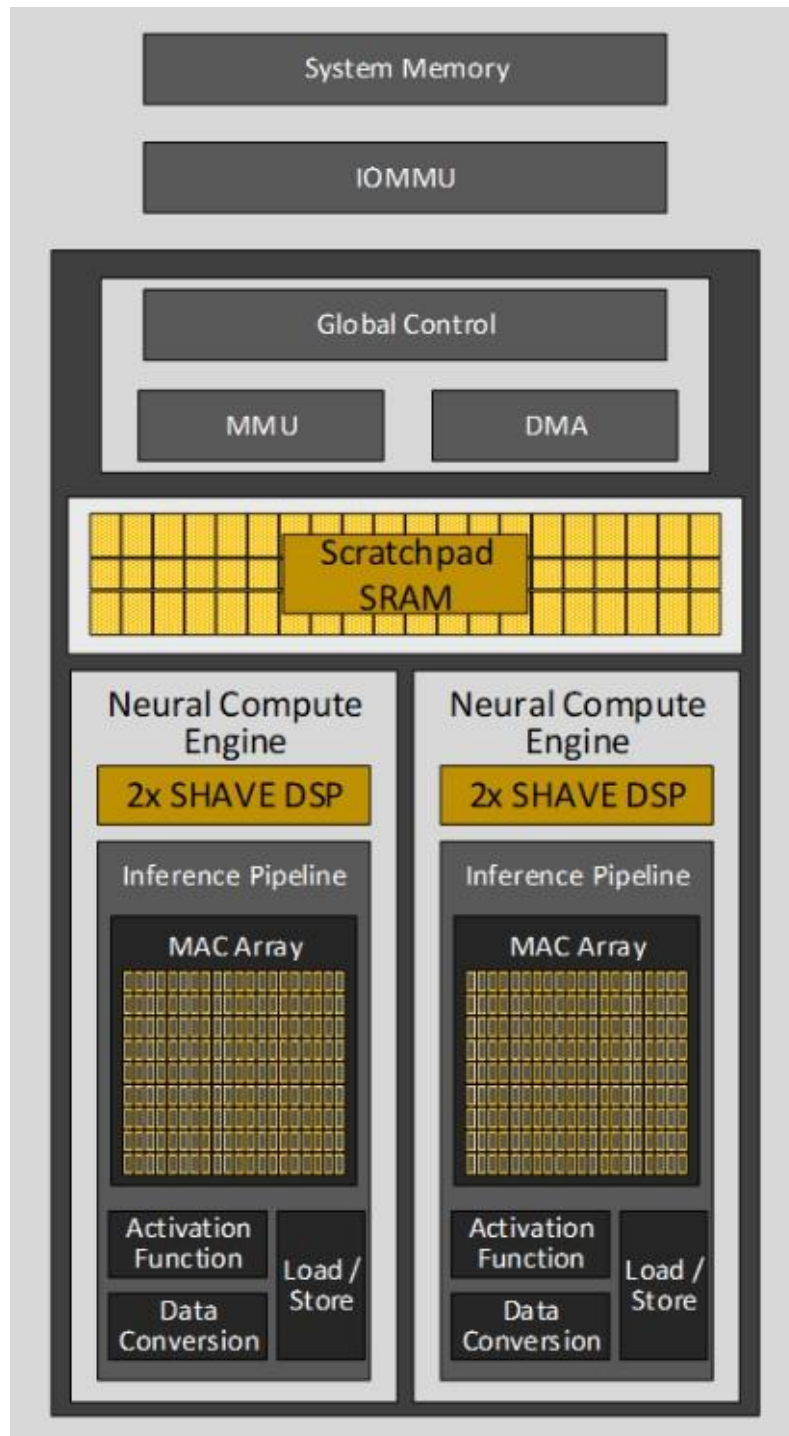 System Memory
IOMMU
Global Control
MMU
DMA
Scratchpad
SRAM
Neural Compute
Engine
2x SHAVE DSP
Inference Pipeline
MAC Array
Activation
Function
Data
Conversion
Load /
Store
Neural Compute
Engine
2x SHAVE DSP
Inference Pipeline
MAC Array
Activation
Function
Data
Conversion
Load /
Store